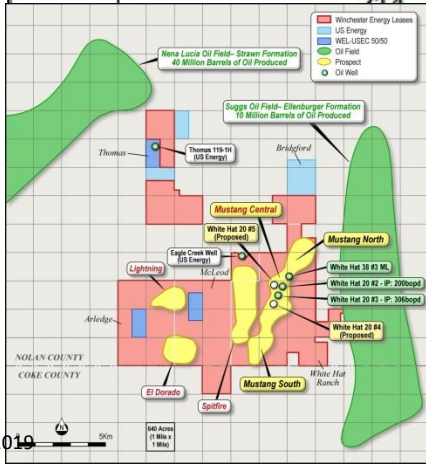 Winchester Energy Leases
US Energy
WEL-USEC 50/50
Oil Field
Prospect
Oil Well
Nena Lucia Oil Field– Strawn Formation
40 Million Barrels of Oil Produced
Suggs Oil Field– Ellenburger Formation
10 Million Barrels of Oil Produced
Thomas
Thomas 119-1H
(US Energy)
Bridgford
Mustang Central
White Hat 20 #5
(Proposed)
Mustang North
Eagle Creek Well
(US Energy)
White Hat 38 #3 ML
Lightning
McLeod
White Hat 20 #2 - IP: 200bopd
White Hat 20 #3 - IP: 306bopd
Arledge
White Hat 20 #4
(Proposed)
NOLAN COUNTY
COKE COUNTY
White Hat
Ranch
El Dorado
Spitfire
Mustang South
N
2019
5Km
640 Acres
(1 Mile x
1 Mile)